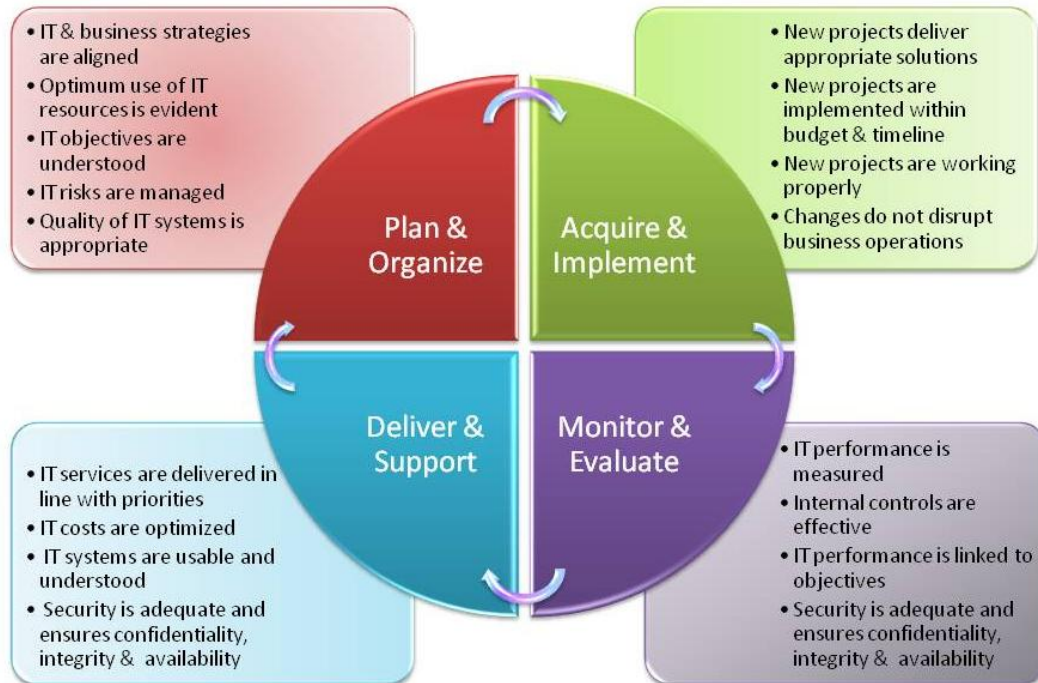 • IT & business strategies
are aligned
• Optimum use of IT
resources is evident
• IT objectives are
understood
• IT risks are managed
• Quality of IT systems is
appropriate
• New projects deliver
appropriate solutions
• New projects are
implemented within
budget & timeline
• New projects are working
properly
• Changes do not disrupt
business operations
Plan &
Organize
Acquire &
Implement
Deliver &
Support
Monitor &
Evaluate
• IT services are delivered in
line with priorities
• IT costs are optimized
• IT systems are usable and
understood
• Security is adequate and
ensures confidentiality,
integrity & availability
• IT performance is
measured
• Internal controls are
effective
• IT performance is linked to
objectives
• Security is adequate and
ensures confidentiality,
integrity & availability